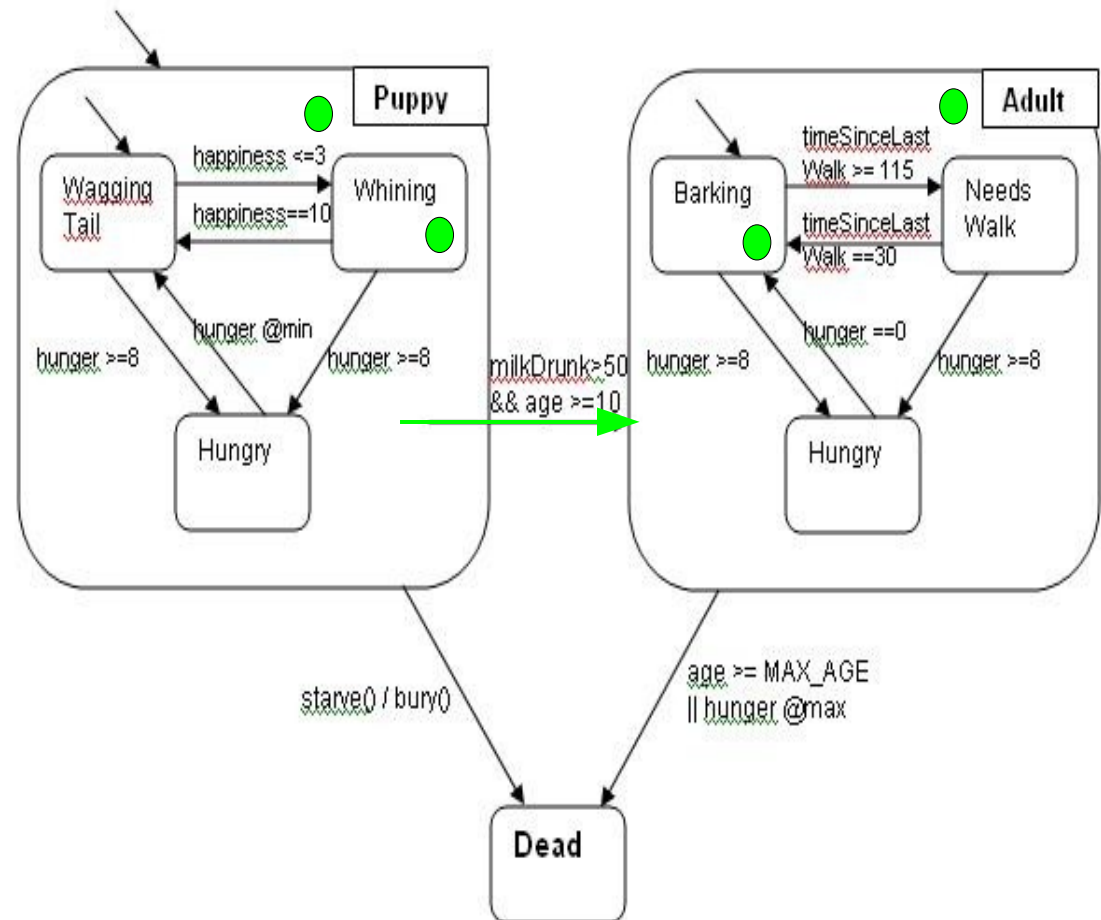 Puppy
happiness <=3
Wagging
Tail
Whining
happiness==10
hunger @min
hunger >=8
hunger >=8
Hungry
milkDrunk>50
&& age >=10
Adult
timeSinceLast
Walk >= 115
Barking
Needs
Walk
timeSinceLast
Walk ==30
hunger ==0
hunger >=8
hunger >=8
Hungry
starve() / bury()
age >= MAX_AGE
|| hunger @max
Dead